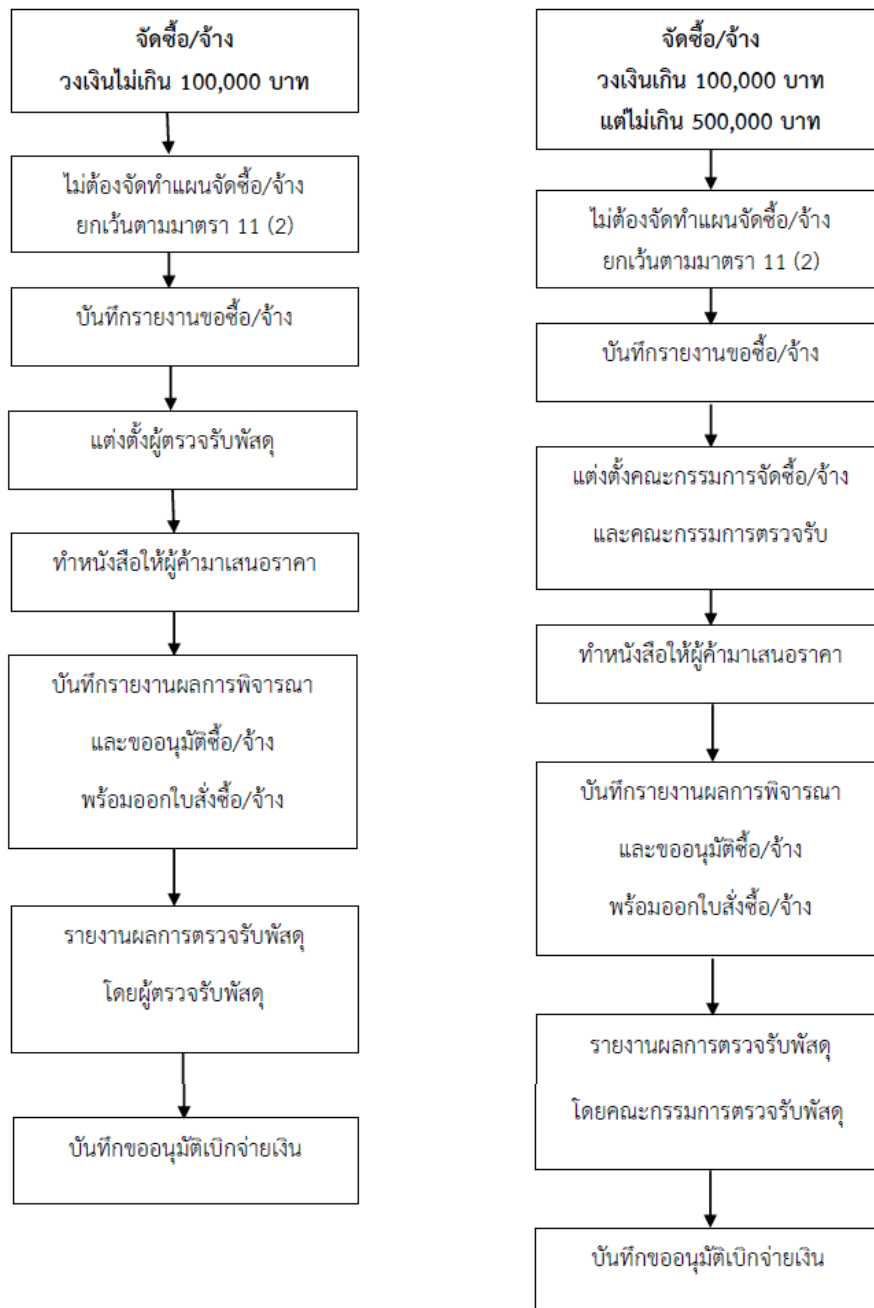 จัดซื้อ/จ้าง
วงเงินไม่เกิน 100,000 บาท
ไม่ต้องจัดทำแผนจัดซื้อ/จ้าง
ยกเว้นตามมาตรา 11 (2)
บันทึกรายงานขอซื้อ/จ้าง
แต่งตั้งผู้ตรวจรับพัสดุ
ทำหนังสือให้ผู้ค้ามาเสนอราคา
บันทึกรายงานผลการพิจารณา
และขออนุมัติซื้อ/จ้าง
พร้อมออกใบสั่งซื้อ/จ้าง
รายงานผลการตรวจรับพัสดุ
โดยผู้ตรวจรับพัสดุ
บันทึกขออนุมัติเบิกจ่ายเงิน
จัดซื้อ/จ้าง
วงเงินเกิน 100,000 บาท
แต่ไม่เกิน 500,000 บาท
ไม่ต้องจัดทำแผนจัดซื้อ/จ้าง
ยกเว้นตามมาตรา 11 (2)
บันทึกรายงานขอซื้อ/จ้าง
แต่งตั้งคณะกรรมการจัดซื้อ/จ้าง
และคณะกรรมการตรวจรับ
ทำหนังสือให้ผู้ค้ามาเสนอราคา
บันทึกรายงานผลการพิจารณา
และขออนุมัติซื้อ/จ้าง
พร้อมออกใบสั่งซื้อ/จ้าง
รายงานผลการตรวจรับพัสดุ
โดยคณะกรรมการตรวจรับพัสดุ
บันทึกขออนุมัติเบิกจ่ายเงิน